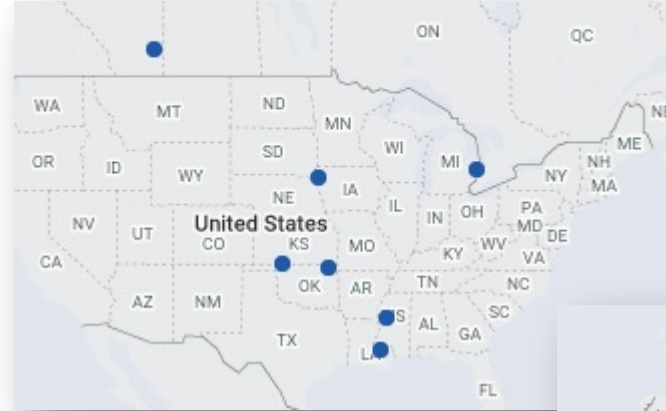 ON
QC
WA
MT
ND
MN
OR
ID
WY
SD
WI
MI
NE
IA
IL
IN
OH
PA
NY
NH
ME
MA
NV
UT
CO
United States
KS
MO
KY
WV
MD
DE
VA
CA
AZ
NM
OK
AR
TN
NC
TX
AL
GA
SC
FL